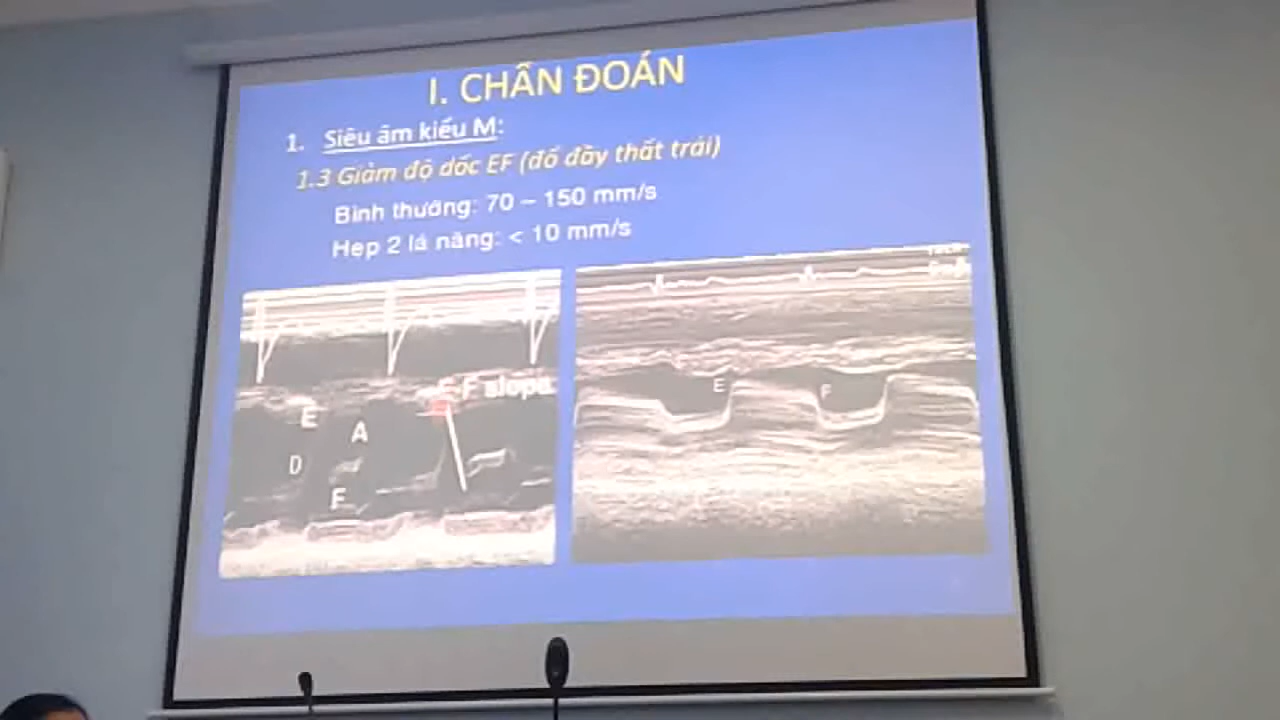 I. CHẨN ĐOÁN
1. Siêu âm kiểu M:
1.3 Giảm độ dốc EF (đổ đầy thất trái)
Bình thường: 70 – 150 mm/s
Hẹp 2 lá nặng: < 10 mm/s
E-F slope
E
A
D
F
E
F